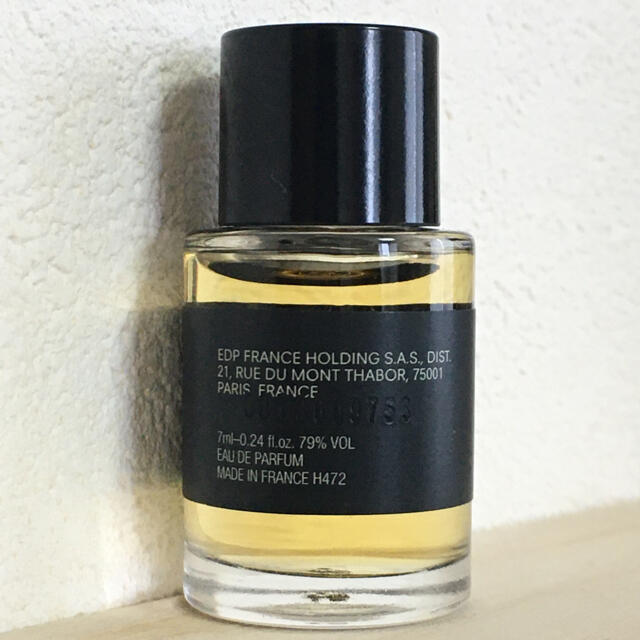 EDP FRANCE HOLDING S.A.S., DIST.
21, RUE DU MONT THABOR, 75001
PARIS, FRANCE
7ml–0.24 fl.oz. 79% VOL
EAU DE PARFUM
MADE IN FRANCE H472